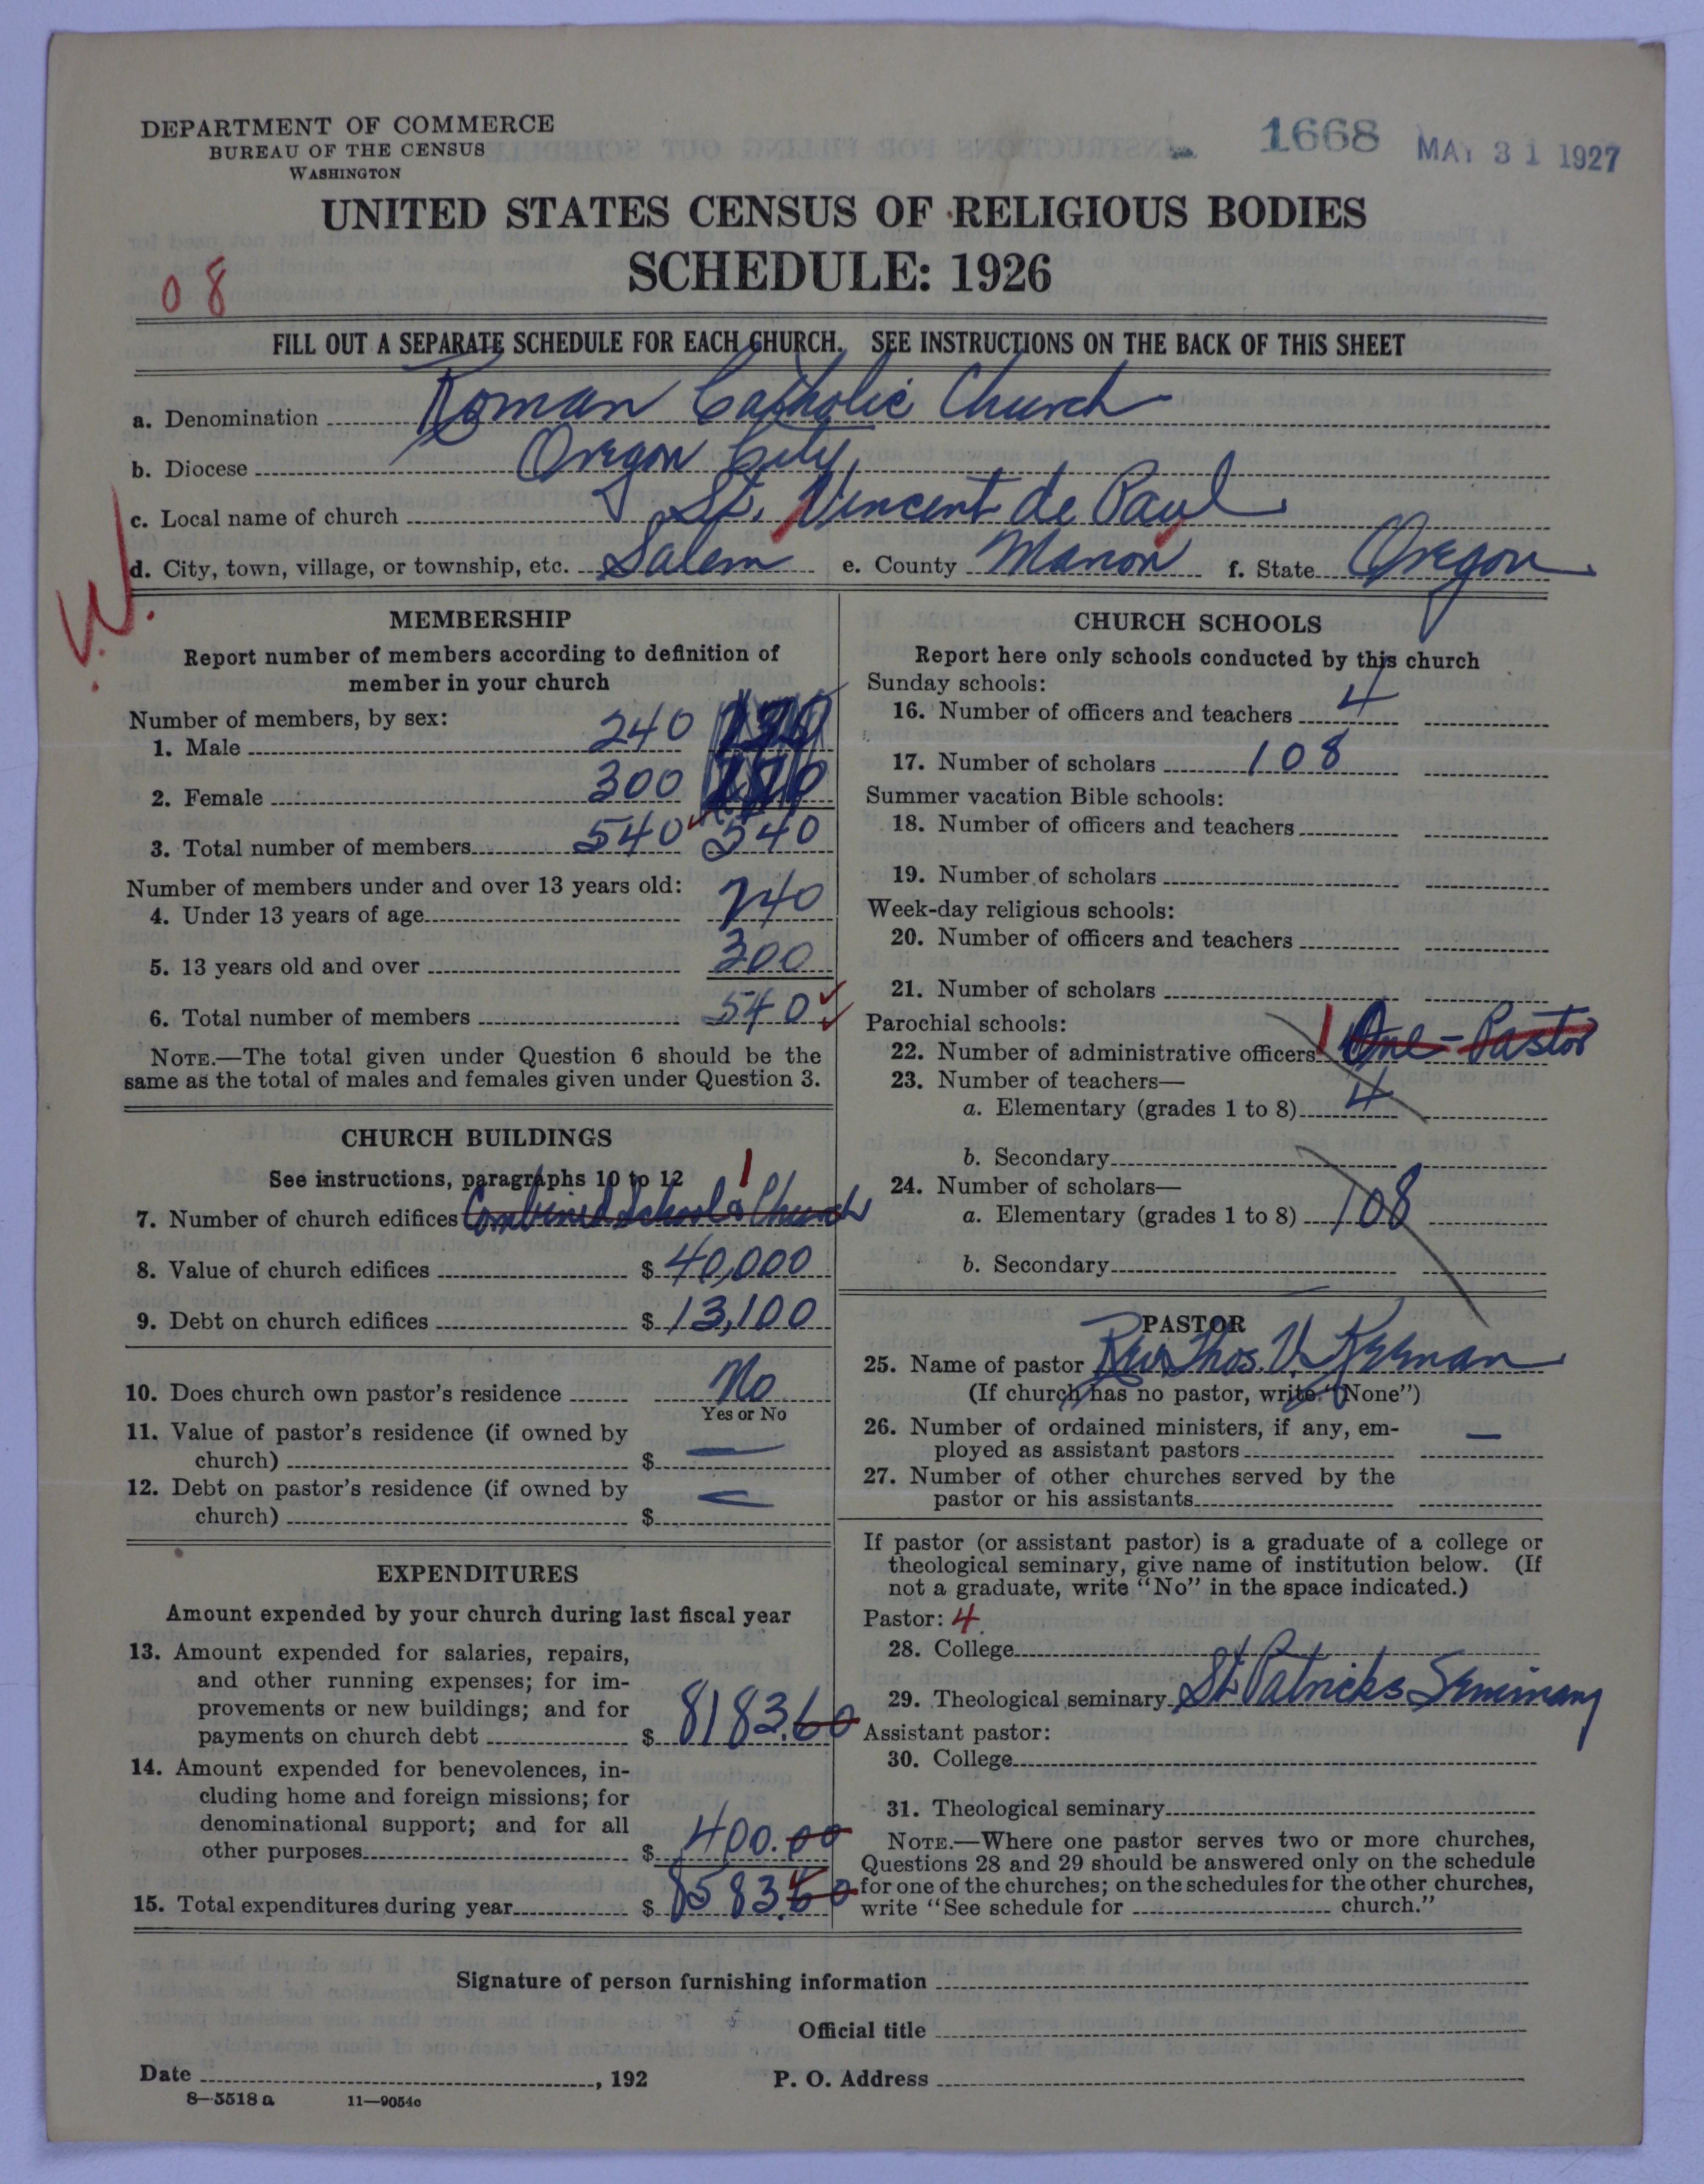 DEPARTMENT OF COMMERCE
BUREAU OF THE CENSUS
WASHINGTON
1668 MAY 31 1927
UNITED STATES CENSUS OF RELIGIOUS BODIES
SCHEDULE: 1926
08
FILL OUT A SEPARATE SCHEDULE FOR EACH CHURCH. SEE INSTRUCTIONS ON THE BACK OF THIS SHEET
a. Denomination Roman Catholic Church
b. Diocese Oregon City
c. Local name of church St. Vincent de Paul
d. City, town, village, or township, etc. Salem e. County Marion f. State Oregon
W.
MEMBERSHIP
Report number of members according to definition of
member in your church
Number of members, by sex:
1. Male 240
2. Female 300
3. Total number of members 540 540
Number of members under and over 13 years old:
4. Under 13 years of age 240
5. 13 years old and over 300
6. Total number of members 540
NOTE.—The total given under Question 6 should be the
same as the total of males and females given under Question 3.
CHURCH BUILDINGS
See instructions, paragraphs 10 to 12
1
7. Number of church edifices Combined School & Church
8. Value of church edifices $ 40,000
9. Debt on church edifices $ 13,100
10. Does church own pastor's residence No
Yes or No
11. Value of pastor's residence (if owned by
church) $ —
12. Debt on pastor's residence (if owned by
church) $ —
EXPENDITURES
Amount expended by your church during last fiscal year
13. Amount expended for salaries, repairs,
and other running expenses; for im-
provements or new buildings; and for
payments on church debt $ 8183.60
14. Amount expended for benevolences, in-
cluding home and foreign missions; for
denominational support; and for all
other purposes $ 400.00
15. Total expenditures during year $ 8583.60
CHURCH SCHOOLS
Report here only schools conducted by this church
Sunday schools:
16. Number of officers and teachers 4
17. Number of scholars 108
Summer vacation Bible schools:
18. Number of officers and teachers
19. Number of scholars
Week-day religious schools:
20. Number of officers and teachers
21. Number of scholars
Parochial schools:
22. Number of administrative officers 1 One - Pastor
23. Number of teachers—
a. Elementary (grades 1 to 8) 4
b. Secondary
24. Number of scholars—
a. Elementary (grades 1 to 8) 108
b. Secondary
PASTOR
25. Name of pastor Rev. Thos. V. Keenan
(If church has no pastor, write "None")
26. Number of ordained ministers, if any, em-
ployed as assistant pastors —
27. Number of other churches served by the
pastor or his assistants
If pastor (or assistant pastor) is a graduate of a college or
theological seminary, give name of institution below. (If
not a graduate, write "No" in the space indicated.)
Pastor: 4
28. College
29. Theological seminary St. Patricks Seminary
Assistant pastor:
30. College
31. Theological seminary
NOTE.—Where one pastor serves two or more churches,
Questions 28 and 29 should be answered only on the schedule
for one of the churches; on the schedules for the other churches,
write "See schedule for church."
Signature of person furnishing information
Official title
Date , 192 P. O. Address
8—5518 a 11—9054c